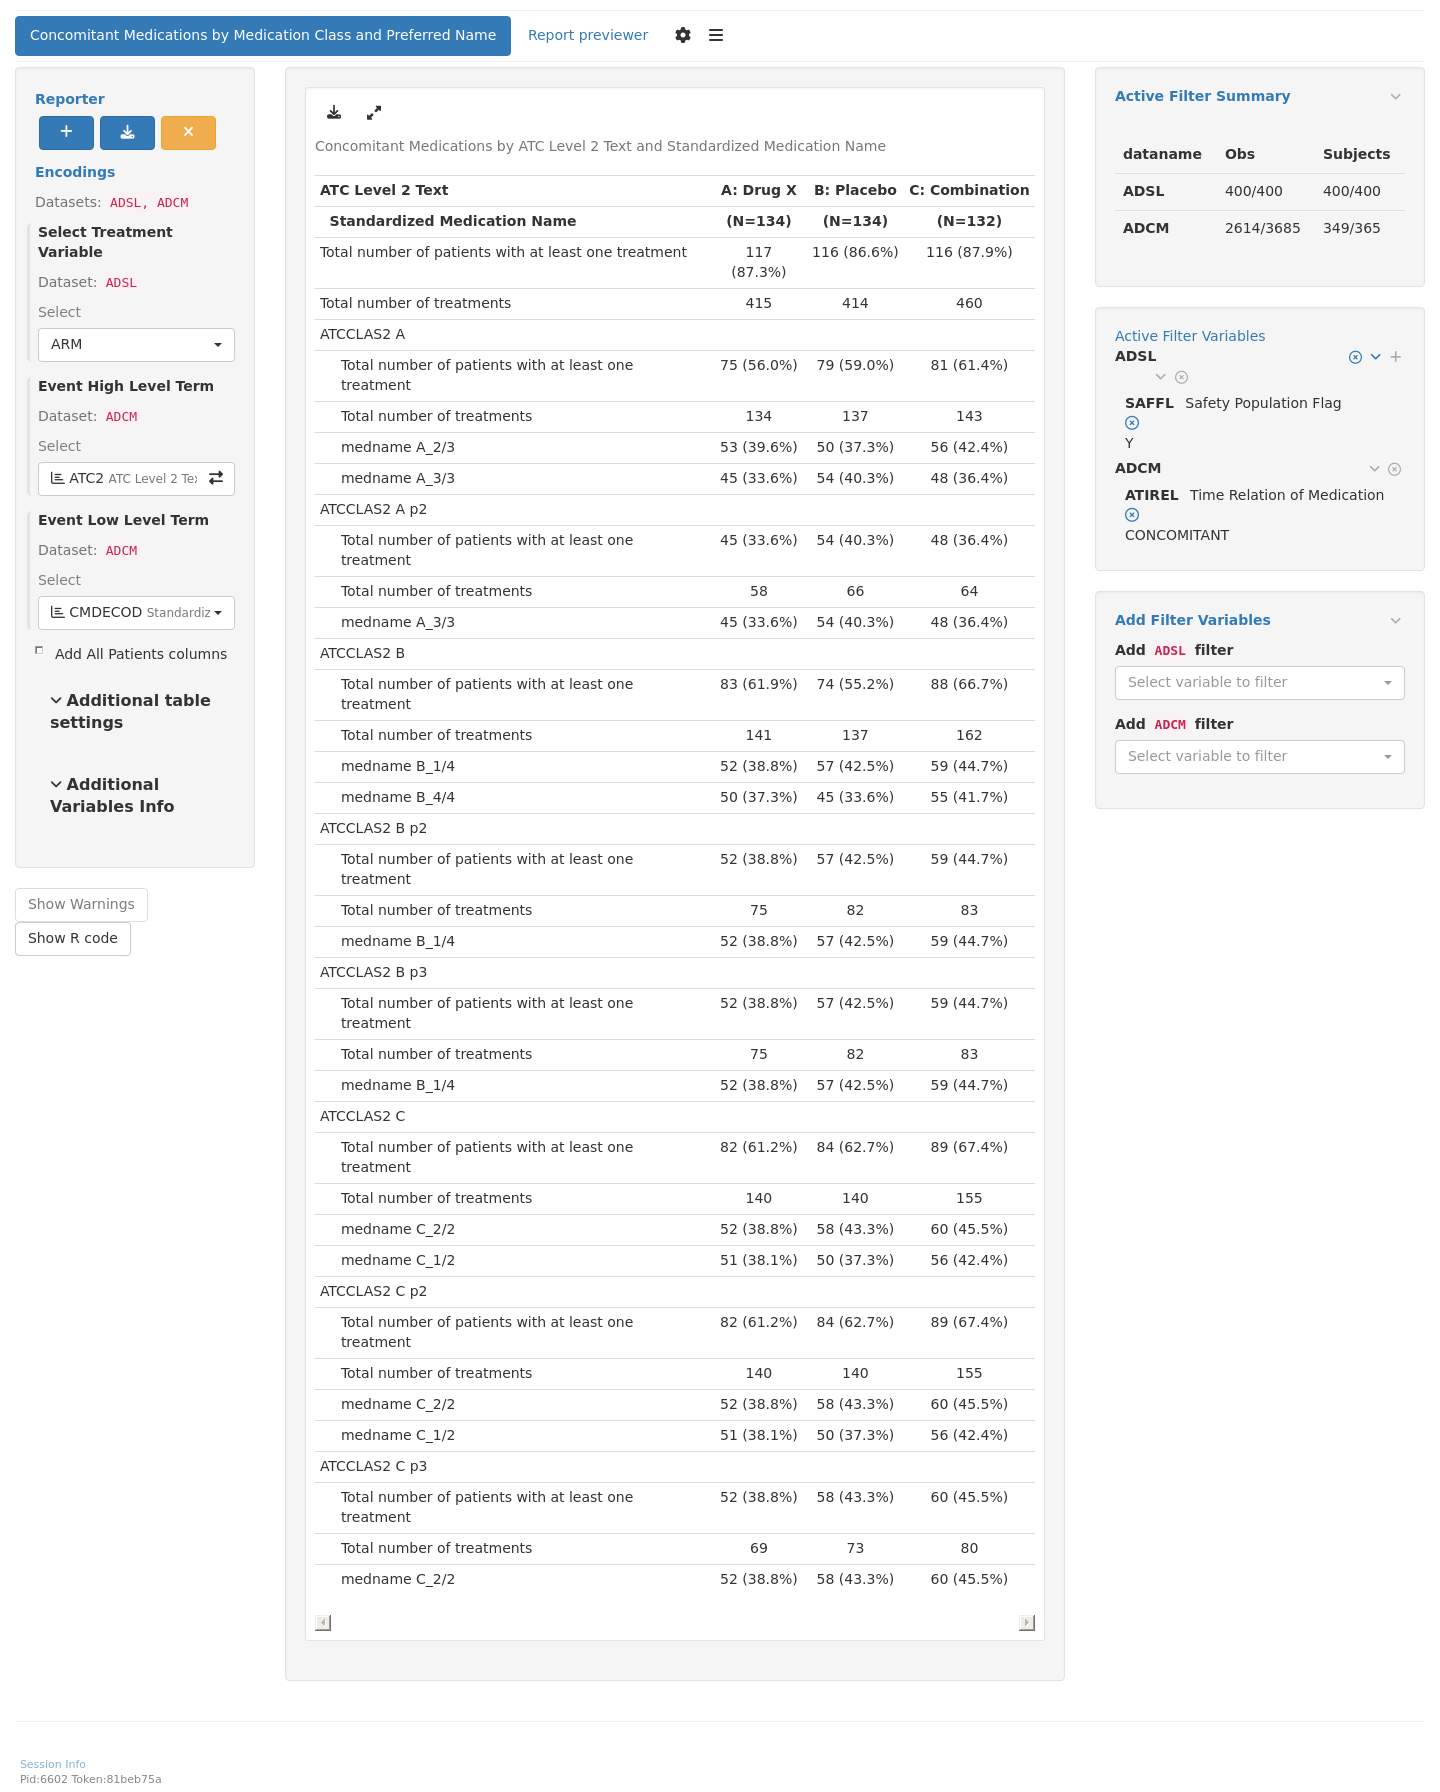 Concomitant Medications by Medication Class and Preferred Name Report previewer
Reporter
Encodings
Datasets: ADSL, ADCM
Select Treatment
Variable
Dataset: ADSL
Select
ARM
Event High Level Term
Dataset: ADCM
Select
ATC2 ATC Level 2 Tex
Event Low Level Term
Dataset: ADCM
Select
CMDECOD Standardiz
Add All Patients columns
Additional table
settings
Additional
Variables Info
Show Warnings
Show R code
Concomitant Medications by ATC Level 2 Text and Standardized Medication Name
ATC Level 2 Text A: Drug X B: Placebo C: Combination
Standardized Medication Name (N=134) (N=134) (N=132)
Total number of patients with at least one treatment 117 116 (86.6%) 116 (87.9%)
(87.3%)
Total number of treatments 415 414 460
ATCCLAS2 A
Total number of patients with at least one 75 (56.0%) 79 (59.0%) 81 (61.4%)
treatment
Total number of treatments 134 137 143
medname A_2/3 53 (39.6%) 50 (37.3%) 56 (42.4%)
medname A_3/3 45 (33.6%) 54 (40.3%) 48 (36.4%)
ATCCLAS2 A p2
Total number of patients with at least one 45 (33.6%) 54 (40.3%) 48 (36.4%)
treatment
Total number of treatments 58 66 64
medname A_3/3 45 (33.6%) 54 (40.3%) 48 (36.4%)
ATCCLAS2 B
Total number of patients with at least one 83 (61.9%) 74 (55.2%) 88 (66.7%)
treatment
Total number of treatments 141 137 162
medname B_1/4 52 (38.8%) 57 (42.5%) 59 (44.7%)
medname B_4/4 50 (37.3%) 45 (33.6%) 55 (41.7%)
ATCCLAS2 B p2
Total number of patients with at least one 52 (38.8%) 57 (42.5%) 59 (44.7%)
treatment
Total number of treatments 75 82 83
medname B_1/4 52 (38.8%) 57 (42.5%) 59 (44.7%)
ATCCLAS2 B p3
Total number of patients with at least one 52 (38.8%) 57 (42.5%) 59 (44.7%)
treatment
Total number of treatments 75 82 83
medname B_1/4 52 (38.8%) 57 (42.5%) 59 (44.7%)
ATCCLAS2 C
Total number of patients with at least one 82 (61.2%) 84 (62.7%) 89 (67.4%)
treatment
Total number of treatments 140 140 155
medname C_2/2 52 (38.8%) 58 (43.3%) 60 (45.5%)
medname C_1/2 51 (38.1%) 50 (37.3%) 56 (42.4%)
ATCCLAS2 C p2
Total number of patients with at least one 82 (61.2%) 84 (62.7%) 89 (67.4%)
treatment
Total number of treatments 140 140 155
medname C_2/2 52 (38.8%) 58 (43.3%) 60 (45.5%)
medname C_1/2 51 (38.1%) 50 (37.3%) 56 (42.4%)
ATCCLAS2 C p3
Total number of patients with at least one 52 (38.8%) 58 (43.3%) 60 (45.5%)
treatment
Total number of treatments 69 73 80
medname C_2/2 52 (38.8%) 58 (43.3%) 60 (45.5%)
Active Filter Summary
dataname Obs Subjects
ADSL 400/400 400/400
ADCM 2614/3685 349/365
Active Filter Variables
ADSL
SAFFL Safety Population Flag
Y
ADCM
ATIREL Time Relation of Medication
CONCOMITANT
Add Filter Variables
Add ADSL filter
Select variable to filter
Add ADCM filter
Select variable to filter
Session Info
Pid:6602 Token:81beb75a